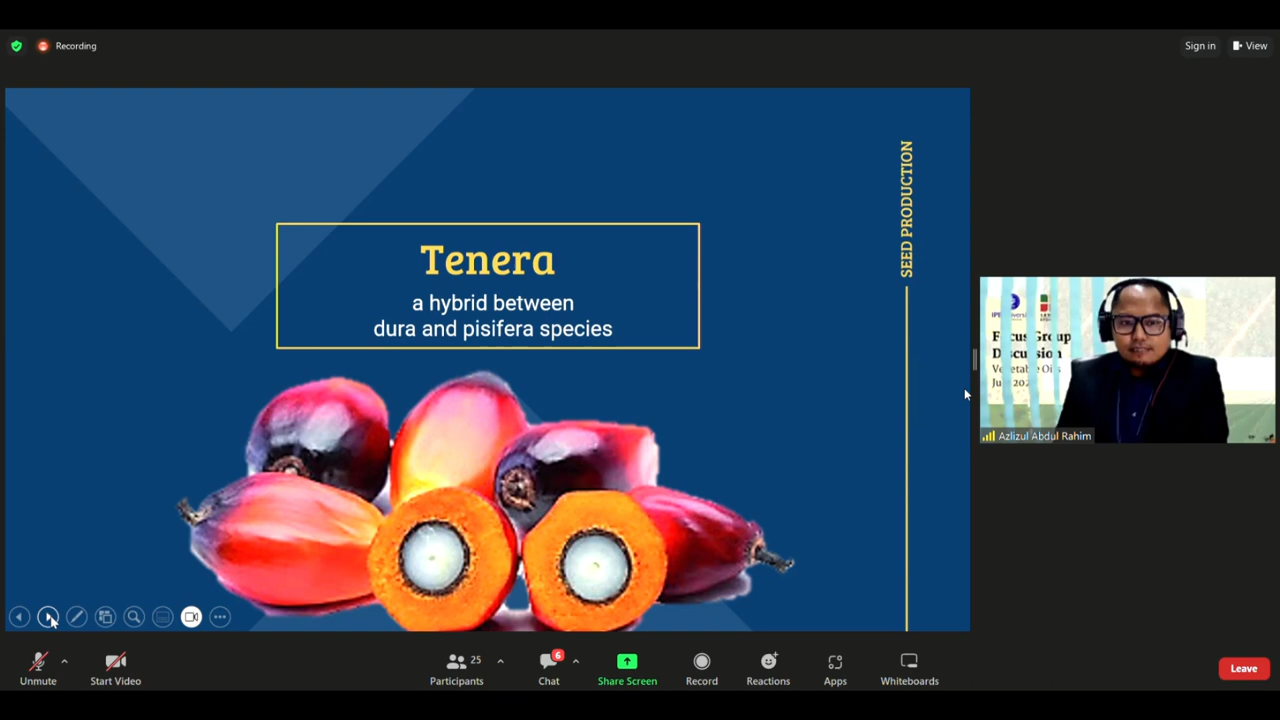 Recording
Sign in
View
SEED PRODUCTION
Tenera
a hybrid between
dura and pisifera species
Focus Group
Discussion
Azlizul Abdul Rahim
Unmute
Start Video
25
Participants
6
Chat
Share Screen
Record
Reactions
Apps
Whiteboards
Leave